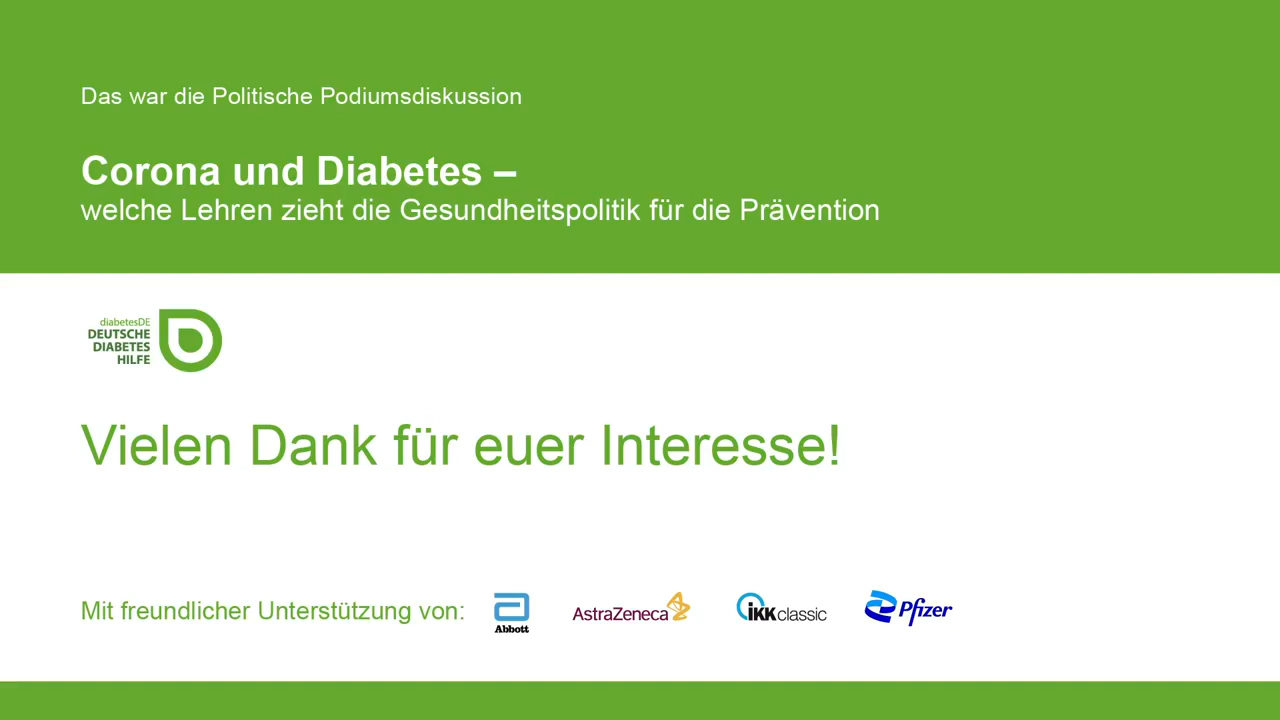 Das war die Politische Podiumsdiskussion
Corona und Diabetes –
welche Lehren zieht die Gesundheitspolitik für die Prävention
diabetesDE
DEUTSCHE
DIABETES
HILFE
Vielen Dank für euer Interesse!
Mit freundlicher Unterstützung von:
Abbott
AstraZeneca
iKK classic
Pfizer